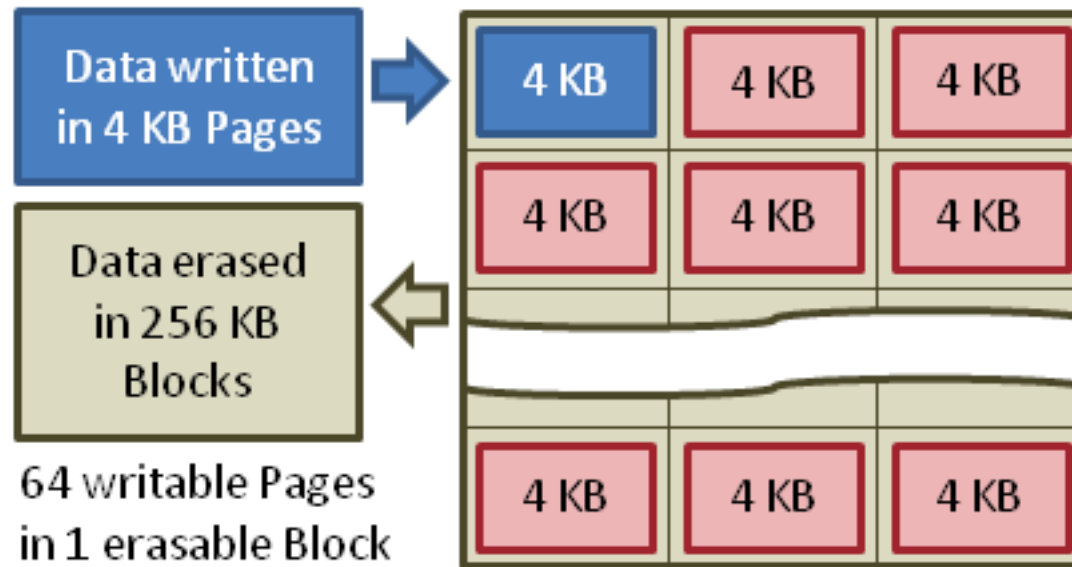 Data written
in 4 KB Pages
Data erased
in 256 KB
Blocks
64 writable Pages
in 1 erasable Block
4 KB 4 KB 4 KB
4 KB 4 KB 4 KB
4 KB 4 KB 4 KB